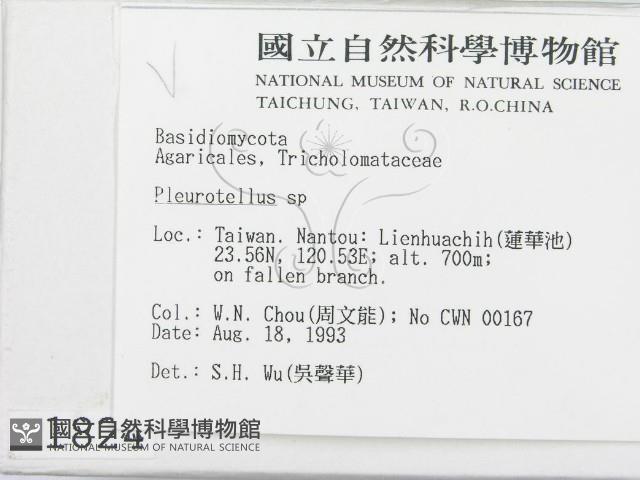 國立自然科學博物館
NATIONAL MUSEUM OF NATURAL SCIENCE
TAICHUNG, TAIWAN, R.O.CHINA
Basidiomycota
Agaricales, Tricholomataceae
Pleurotellus sp
Loc.: Taiwan. Nantou: Lienhuachih(蓮華池)
23.56N, 120.53E; alt. 700m;
on fallen branch.
Col.: W.N. Chou(周文能); No CWN 00167
Date: Aug. 18, 1993
Det.: S.H. Wu(吳聲華)
1824
國立自然科學博物館
NATIONAL MUSEUM OF NATURAL SCIENCE